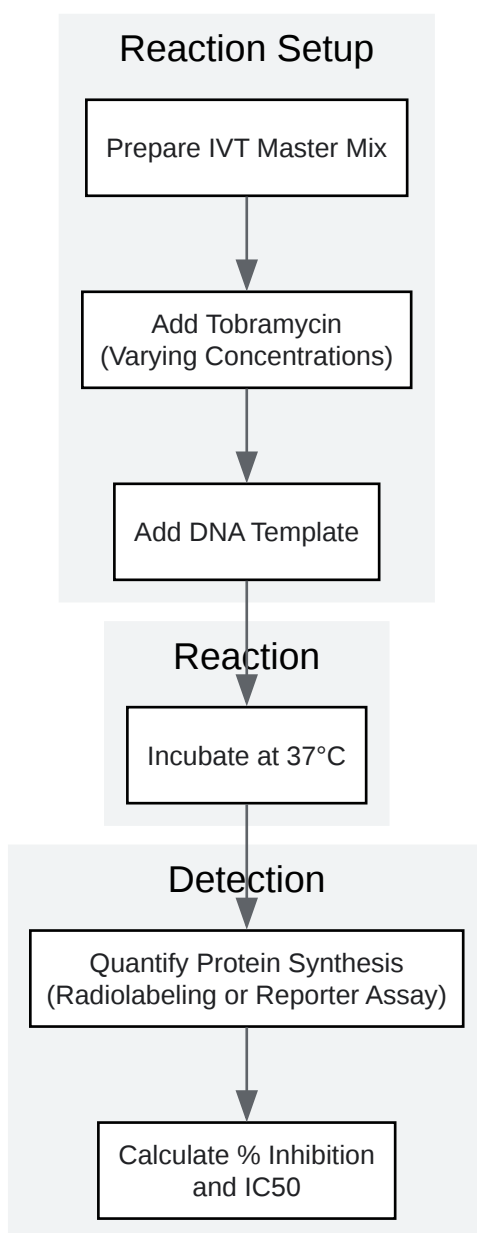 Reaction Setup
Prepare IVT Master Mix
Add Tobramycin
(Varying Concentrations)
Add DNA Template
Reaction
Incubate at 37°C
Detection
Quantify Protein Synthesis
(Radiolabeling or Reporter Assay)
Calculate % Inhibition
and IC50